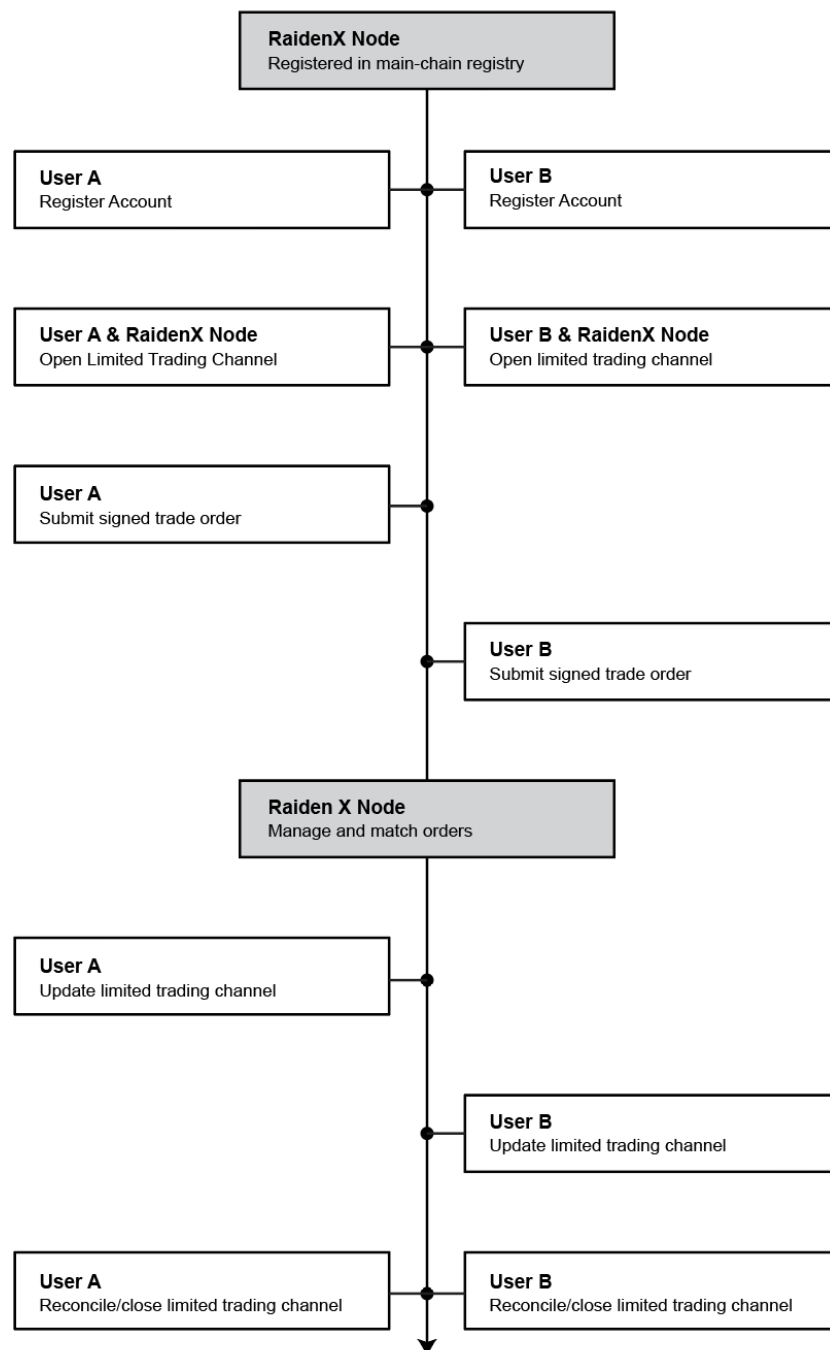 RaidenX Node
Registered in main-chain registry
User A
Register Account
User B
Register Account
User A & RaidenX Node
Open Limited Trading Channel
User B & RaidenX Node
Open limited trading channel
User A
Submit signed trade order
User B
Submit signed trade order
Raiden X Node
Manage and match orders
User A
Update limited trading channel
User B
Update limited trading channel
User A
Reconcile/close limited trading channel
User B
Reconcile/close limited trading channel